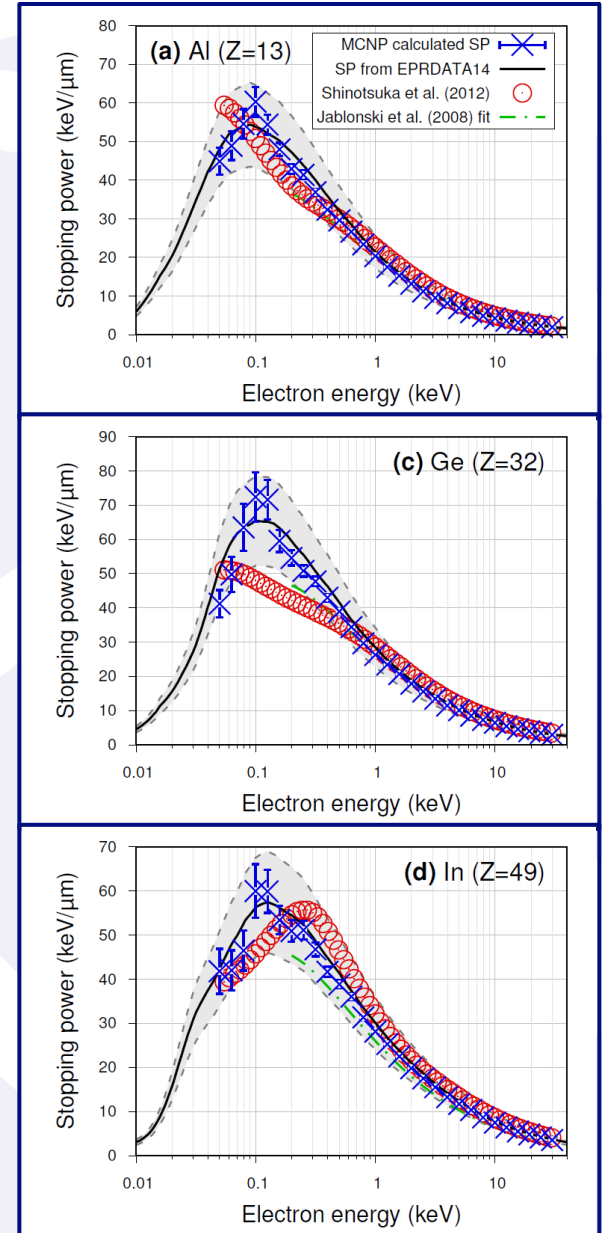 (a) Al (Z=13)
MCNP calculated SP
SP from EPRDATA14
Shinotsuka et al. (2012)
Jablonski et al. (2008) fit
Stopping power (keV/μm)
80
70
60
50
40
30
20
10
0
0.01 0.1 1 10
Electron energy (keV)
(c) Ge (Z=32)
Stopping power (keV/μm)
90
80
70
60
50
40
30
20
10
0
0.01 0.1 1 10
Electron energy (keV)
(d) In (Z=49)
Stopping power (keV/μm)
70
60
50
40
30
20
10
0
0.01 0.1 1 10
Electron energy (keV)